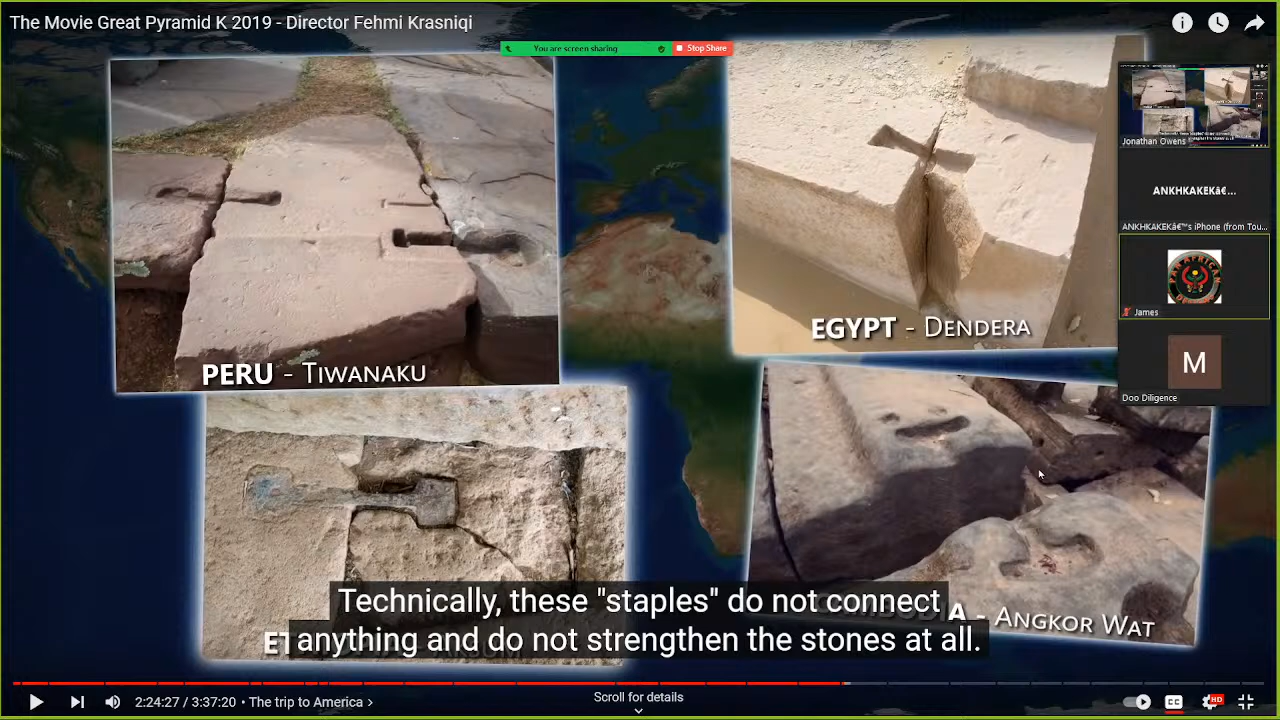 The Movie Great Pyramid K 2019 - Director Fehmi Krasniqi
You are screen sharing
Stop Share
Jonathan Owens
ANKHKAKEKâ€...
ANKHKAKEKâ€™s iPhone (from Tou...
James
M
Doo Diligence
PERU - TIWANAKU
EGYPT - DENDERA
- ANGKOR WAT
Technically, these "staples" do not connect
anything and do not strengthen the stones at all.
2:24:27 / 3:37:20 • The trip to America >
Scroll for details
CC
HD